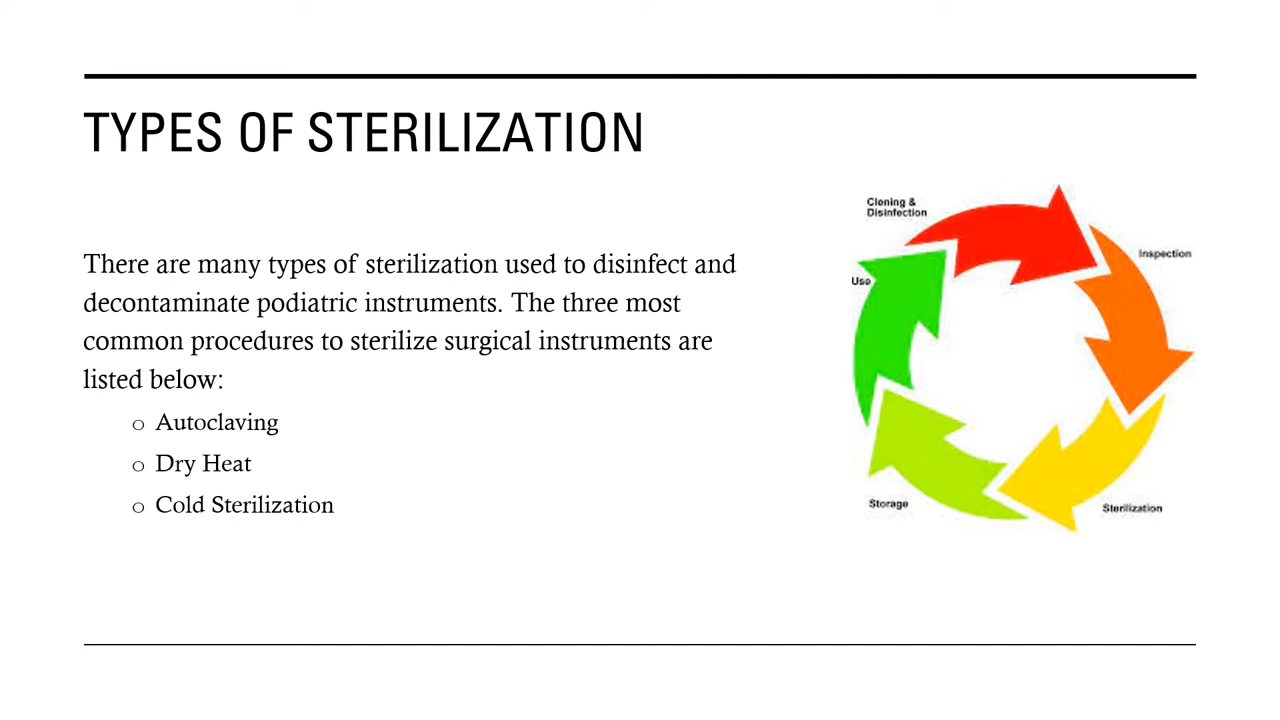 TYPES OF STERILIZATION
There are many types of sterilization used to disinfect and
decontaminate podiatric instruments. The three most
common procedures to sterilize surgical instruments are
listed below:
o Autoclaving
o Dry Heat
o Cold Sterilization
Clening &
Disinfection
Inspection
Use
Storage
Sterilization